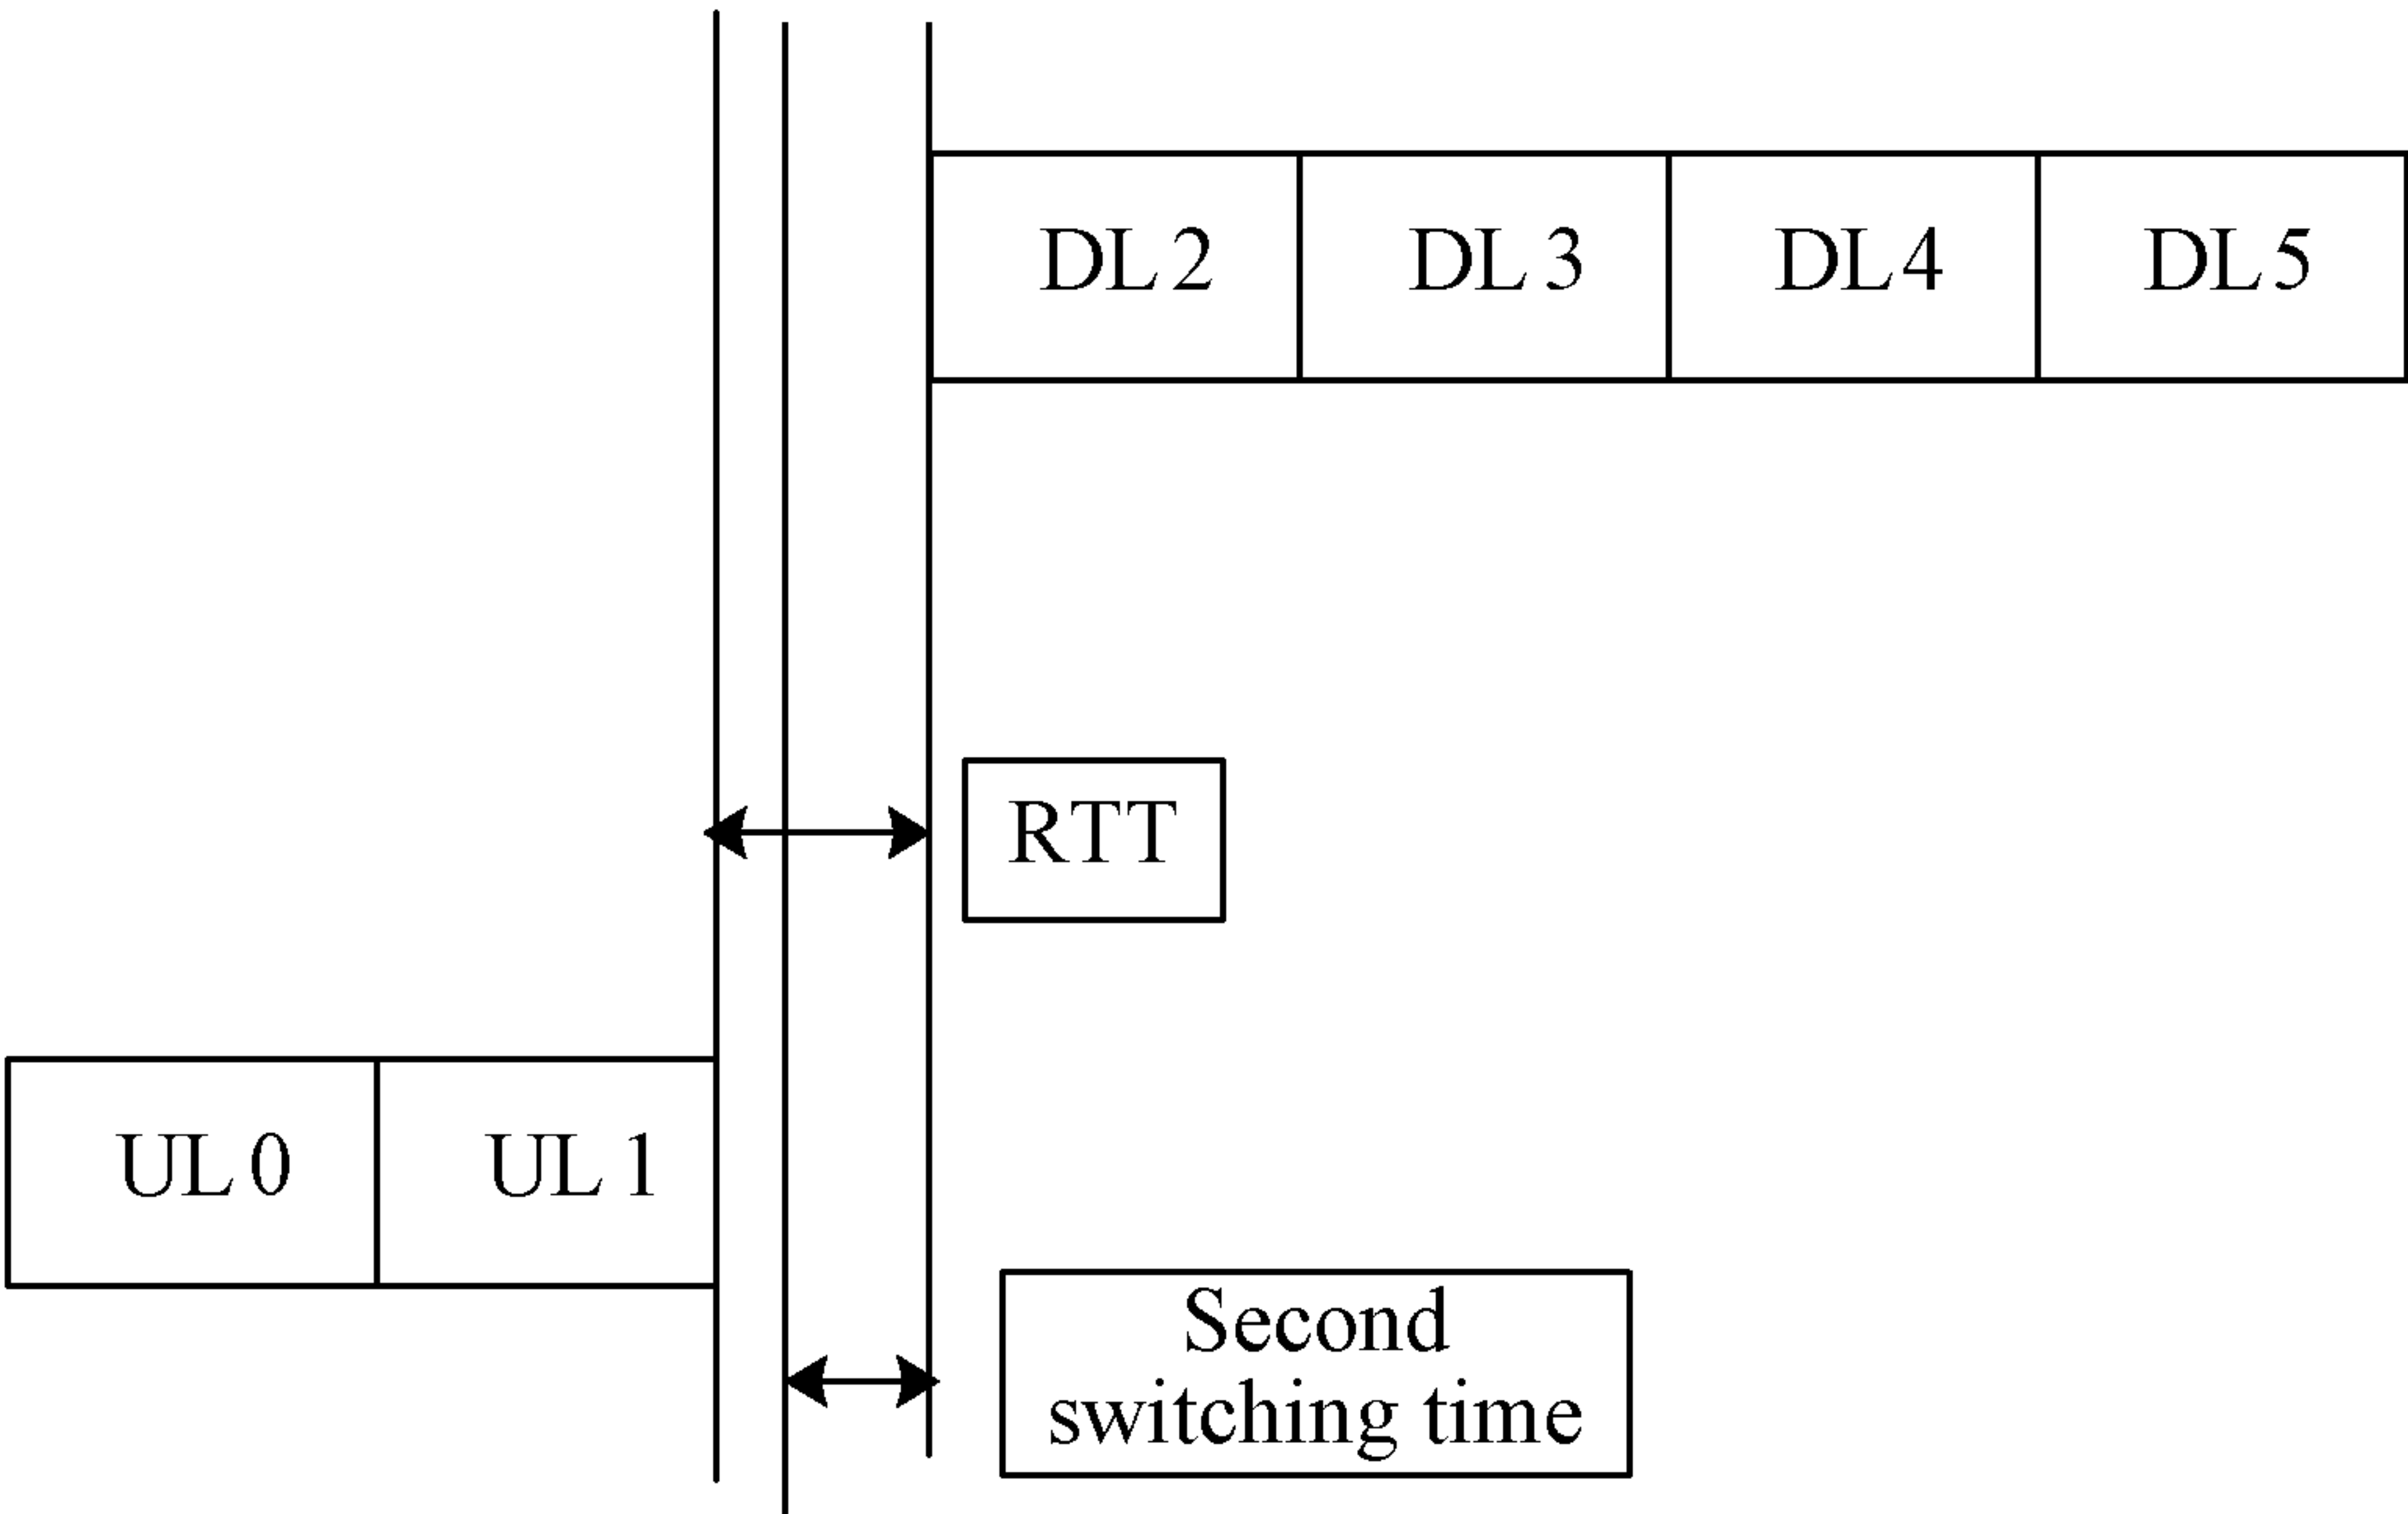 DL 2
DL 3
DL 4
DL 5
RTT
UL 0
UL 1
Second
switching time